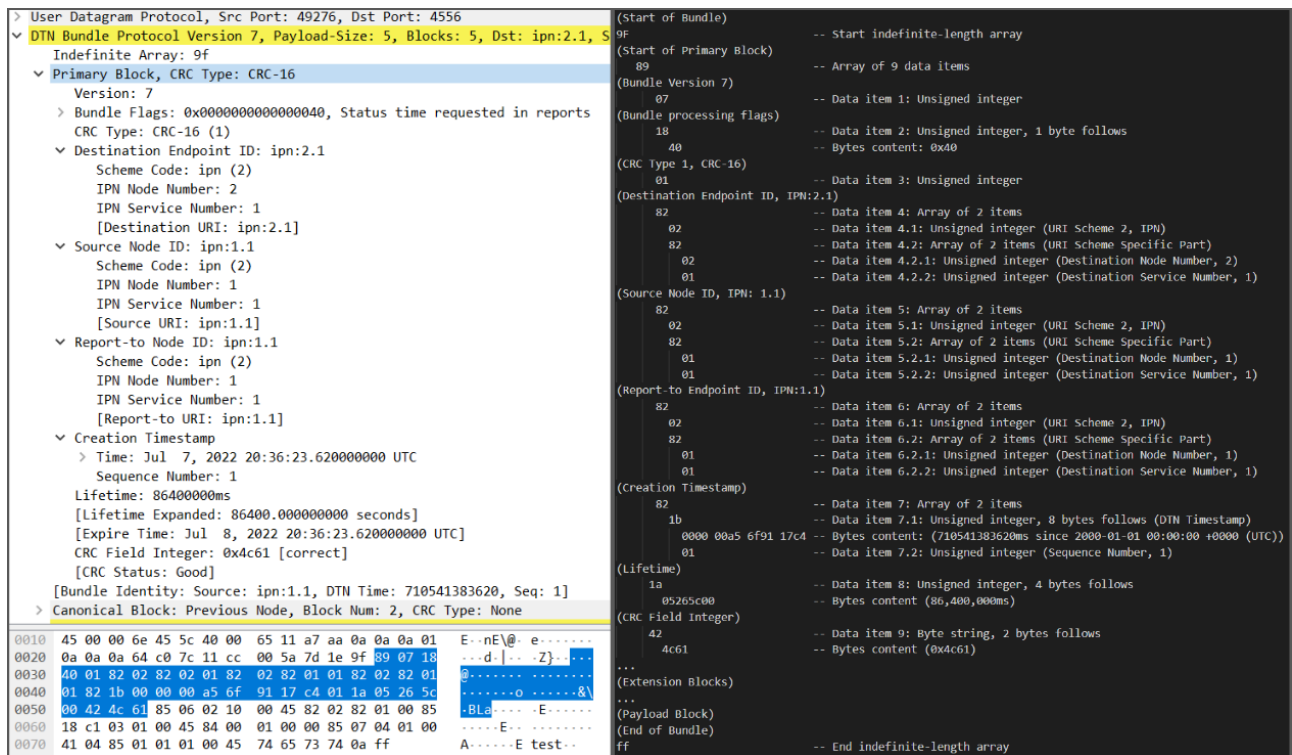 > User Datagram Protocol, Src Port: 49276, Dst Port: 4556
DTN Bundle Protocol Version 7, Payload-Size: 5, Blocks: 5, Dst: ipn:2.1, S
Indefinite Array: 9f
Primary Block, CRC Type: CRC-16
Version: 7
> Bundle Flags: 0x0000000000000040, Status time requested in reports
CRC Type: CRC-16 (1)
Destination Endpoint ID: ipn:2.1
Scheme Code: ipn (2)
IPN Node Number: 2
IPN Service Number: 1
[Destination URI: ipn:2.1]
Source Node ID: ipn:1.1
Scheme Code: ipn (2)
IPN Node Number: 1
IPN Service Number: 1
[Source URI: ipn:1.1]
Report-to Node ID: ipn:1.1
Scheme Code: ipn (2)
IPN Node Number: 1
IPN Service Number: 1
[Report-to URI: ipn:1.1]
Creation Timestamp
> Time: Jul  7, 2022 20:36:23.620000000 UTC
Sequence Number: 1
Lifetime: 86400000ms
[Lifetime Expanded: 86400.000000000 seconds]
[Expire Time: Jul  8, 2022 20:36:23.620000000 UTC]
CRC Field Integer: 0x4c61 [correct]
[CRC Status: Good]
[Bundle Identity: Source: ipn:1.1, DTN Time: 710541383620, Seq: 1]
> Canonical Block: Previous Node, Block Num: 2, CRC Type: None
0010 45 00 00 6e 45 5c 40 00 65 11 a7 aa 0a 0a 0a 01 E··nE\@· e·······
0020 0a 0a 0a 64 c0 7c 11 cc 00 5a 7d 1e 9f 89 07 18 ···d·|·· ·Z}·····
0030 40 01 82 02 82 02 01 82 02 82 01 01 82 02 82 01 @······· ········
0040 01 82 1b 00 00 00 a5 6f 91 17 c4 01 1a 05 26 5c ·······o ······&\
0050 00 42 4c 61 85 06 02 10 00 45 82 02 82 01 00 85 ·BLa···· ·E······
0060 18 c1 03 01 00 45 84 00 01 00 00 85 07 04 01 00 ·····E·· ········
0070 41 04 85 01 01 01 00 45 74 65 73 74 0a ff A······E test··
(Start of Bundle)
9F -- Start indefinite-length array
(Start of Primary Block)
89 -- Array of 9 data items
(Bundle Version 7)
07 -- Data item 1: Unsigned integer
(Bundle processing flags)
18 -- Data item 2: Unsigned integer, 1 byte follows
40 -- Bytes content: 0x40
(CRC Type 1, CRC-16)
01 -- Data item 3: Unsigned integer
(Destination Endpoint ID, IPN:2.1)
82 -- Data item 4: Array of 2 items
02 -- Data item 4.1: Unsigned integer (URI Scheme 2, IPN)
82 -- Data item 4.2: Array of 2 items (URI Scheme Specific Part)
02 -- Data item 4.2.1: Unsigned integer (Destination Node Number, 2)
01 -- Data item 4.2.2: Unsigned integer (Destination Service Number, 1)
(Source Node ID, IPN: 1.1)
82 -- Data item 5: Array of 2 items
02 -- Data item 5.1: Unsigned integer (URI Scheme 2, IPN)
82 -- Data item 5.2: Array of 2 items (URI Scheme Specific Part)
01 -- Data item 5.2.1: Unsigned integer (Destination Node Number, 1)
01 -- Data item 5.2.2: Unsigned integer (Destination Service Number, 1)
(Report-to Endpoint ID, IPN:1.1)
82 -- Data item 6: Array of 2 items
02 -- Data item 6.1: Unsigned integer (URI Scheme 2, IPN)
82 -- Data item 6.2: Array of 2 items (URI Scheme Specific Part)
01 -- Data item 6.2.1: Unsigned integer (Destination Node Number, 1)
01 -- Data item 6.2.2: Unsigned integer (Destination Service Number, 1)
(Creation Timestamp)
82 -- Data item 7: Array of 2 items
1b -- Data item 7.1: Unsigned integer, 8 bytes follows (DTN Timestamp)
0000 00a5 6f91 17c4 -- Bytes content: (710541383620ms since 2000-01-01 00:00:00 +0000 (UTC))
01 -- Data item 7.2: Unsigned integer (Sequence Number, 1)
(Lifetime)
1a -- Data item 8: Unsigned integer, 4 bytes follows
05265c00 -- Bytes content (86,400,000ms)
(CRC Field Integer)
42 -- Data item 9: Byte string, 2 bytes follows
4c61 -- Bytes content (0x4c61)
...
(Extension Blocks)
...
(Payload Block)
(End of Bundle)
ff -- End indefinite-length array